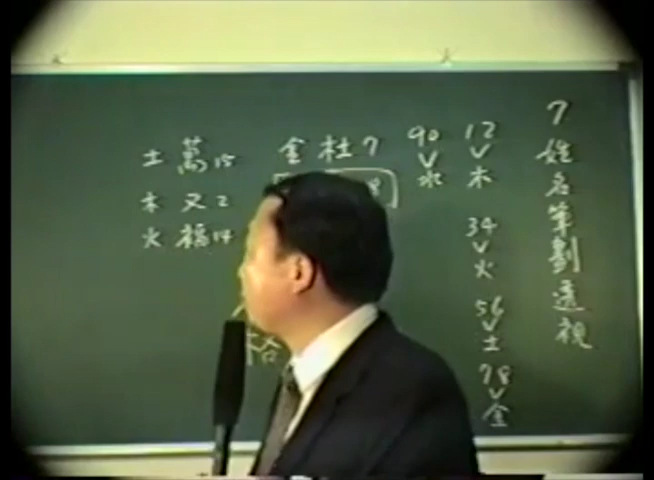 7姓名筆劃透視
12
木
34
火
56
土
78
金
90
水
金 杜 7
格
土 萬 15
木 又 2
火 福 14